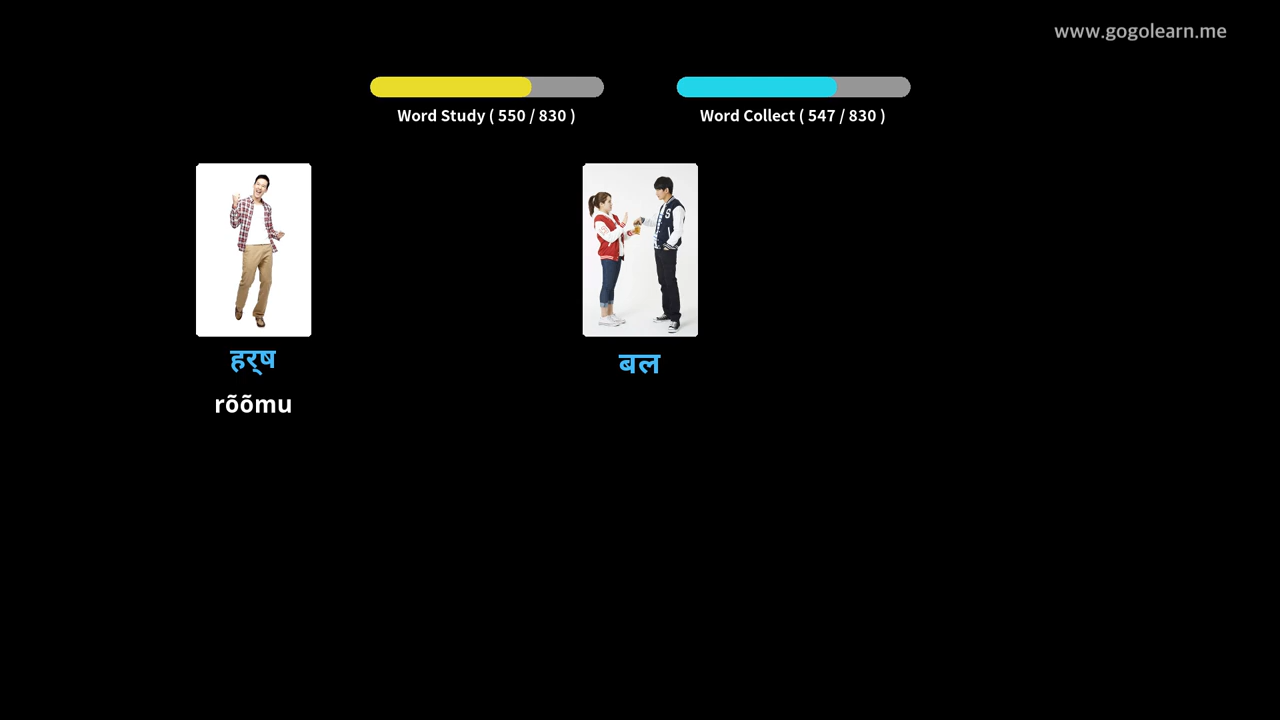 www.gogolearn.me
Word Study ( 550 / 830 )
Word Collect ( 547 / 830 )
हर्ष
rõõmu
बल